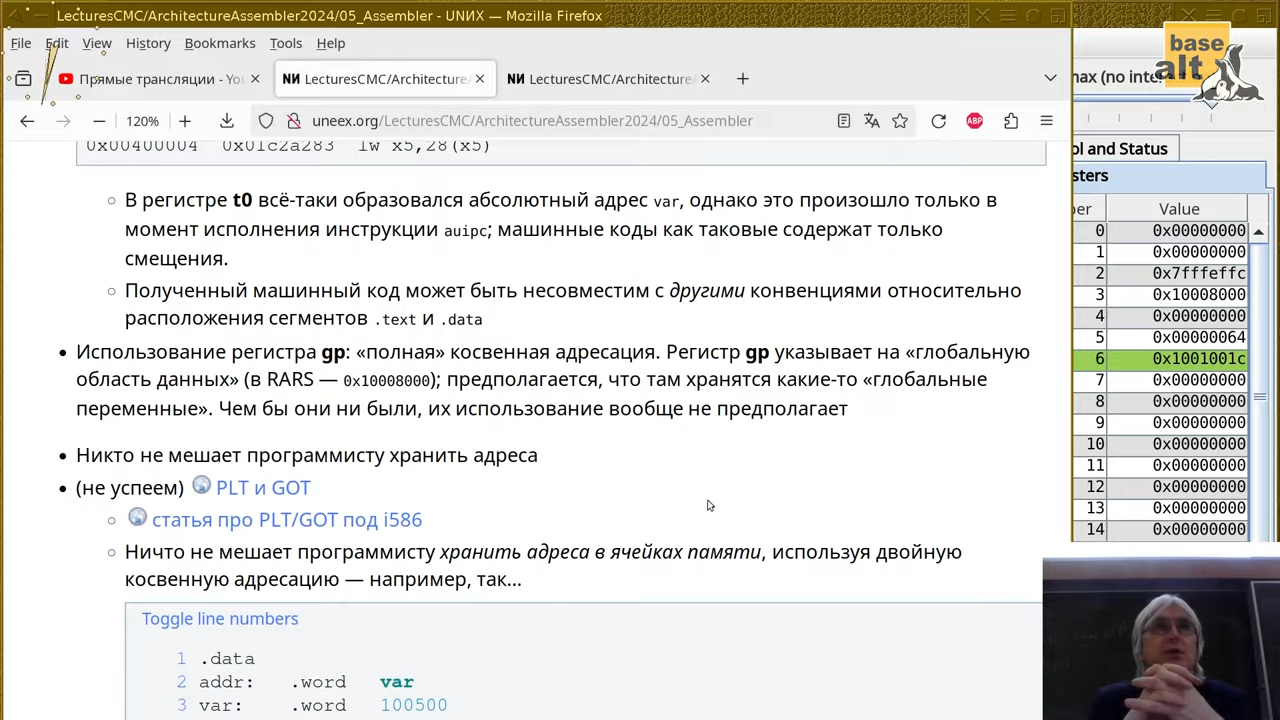 LecturesCMC/ArchitectureAssembler2024/05_Assembler - UNИX — Mozilla Firefox
File Edit View History Bookmarks Tools Help
base
alt
Прямые трансляции - You
LecturesCMC/Architecture
LecturesCMC/Architecture
max (no inte
120%
uneex.org/LecturesCMC/ArchitectureAssembler2024/05_Assembler
ABP
ol and Status
sters
ber Value
0x00400004 0x01c2a283 lw x5,28(x5)
В регистре t0 всё-таки образовался абсолютный адрес var, однако это произошло только в
момент исполнения инструкции auipc; машинные коды как таковые содержат только
смещения.
Полученный машинный код может быть несовместим с другими конвенциями относительно
расположения сегментов .text и .data
Использование регистра gp: «полная» косвенная адресация. Регистр gp указывает на «глобальную
область данных» (в RARS — 0x10008000); предполагается, что там хранятся какие-то «глобальные
переменные». Чем бы они ни были, их использование вообще не предполагает
Никто не мешает программисту хранить адреса
(не успеем) PLT и GOT
статья про PLT/GOT под i586
Ничто не мешает программисту хранить адреса в ячейках памяти, используя двойную
косвенную адресацию — например, так...
Toggle line numbers
1 .data
2 addr: .word var
3 var: .word 100500
0 0x00000000
1 0x00000000
2 0x7fffeffc
3 0x10008000
4 0x00000000
5 0x00000064
6 0x1001001c
7 0x00000000
8 0x00000000
9 0x00000000
10 0x00000000
11 0x00000000
12 0x00000000
13 0x00000000
14 0x00000000